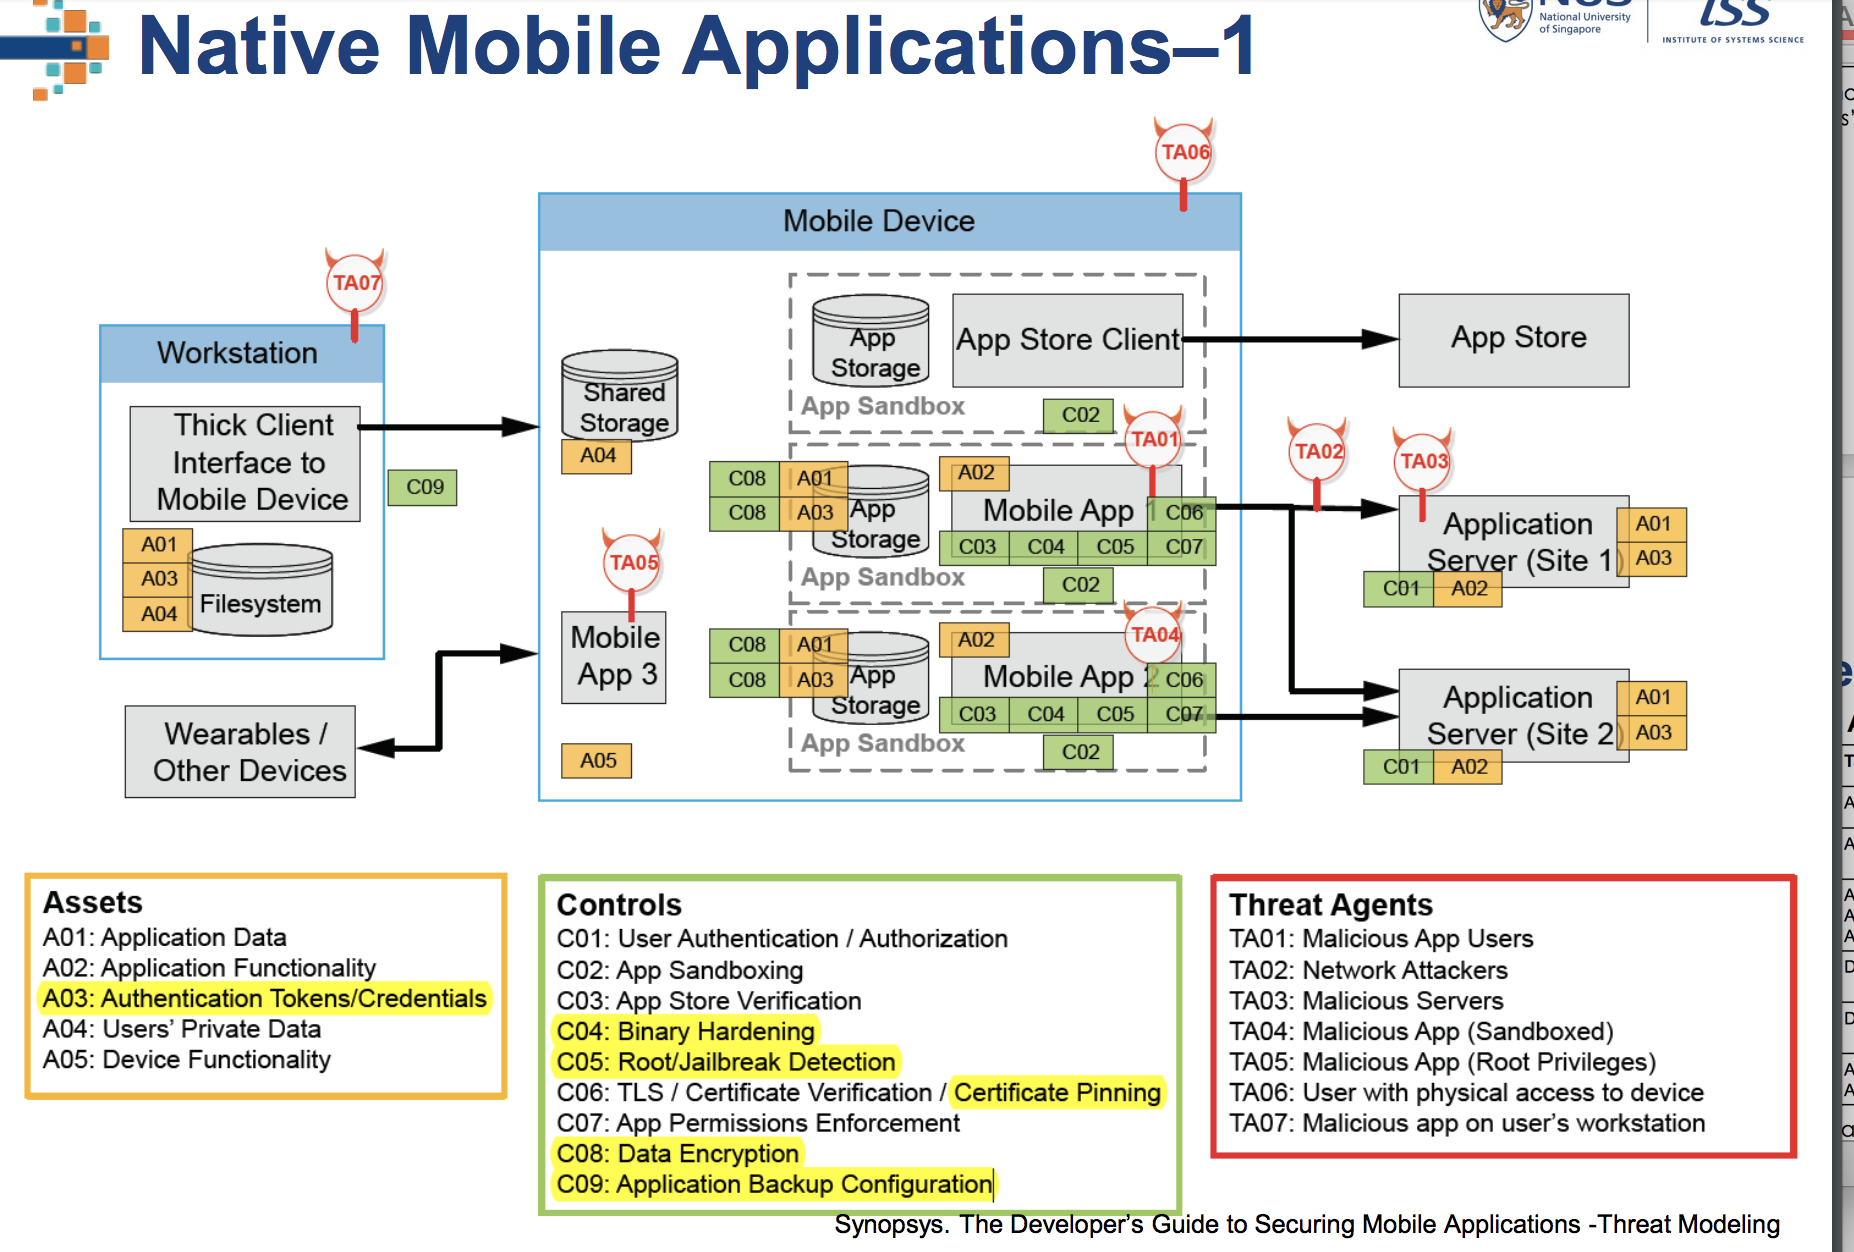 Native Mobile Applications–1
National University
of Singapore
ISS
INSTITUTE OF SYSTEMS SCIENCE
TA06
Mobile Device
TA07
Workstation
Thick Client
Interface to
Mobile Device
C09
A01
A03
A04
Filesystem
Wearables /
Other Devices
Shared
Storage
A04
TA05
Mobile
App 3
A05
App
Storage
App Store Client
App Sandbox
C02
App Store
TA01
C08 A01
C08 A03
App
Storage
A02
Mobile App 1
C06
C03 C04 C05 C07
App Sandbox
C02
TA04
C08 A01
C08 A03
App
Storage
A02
Mobile App 2
C06
C03 C04 C05 C07
App Sandbox
C02
TA02
TA03
Application
Server (Site 1)
A01
A03
C01 A02
Application
Server (Site 2)
A01
A03
C01 A02
Assets
A01: Application Data
A02: Application Functionality
A03: Authentication Tokens/Credentials
A04: Users’ Private Data
A05: Device Functionality
Controls
C01: User Authentication / Authorization
C02: App Sandboxing
C03: App Store Verification
C04: Binary Hardening
C05: Root/Jailbreak Detection
C06: TLS / Certificate Verification / Certificate Pinning
C07: App Permissions Enforcement
C08: Data Encryption
C09: Application Backup Configuration
Threat Agents
TA01: Malicious App Users
TA02: Network Attackers
TA03: Malicious Servers
TA04: Malicious App (Sandboxed)
TA05: Malicious App (Root Privileges)
TA06: User with physical access to device
TA07: Malicious app on user’s workstation
Synopsys. The Developer’s Guide to Securing Mobile Applications -Threat Modeling